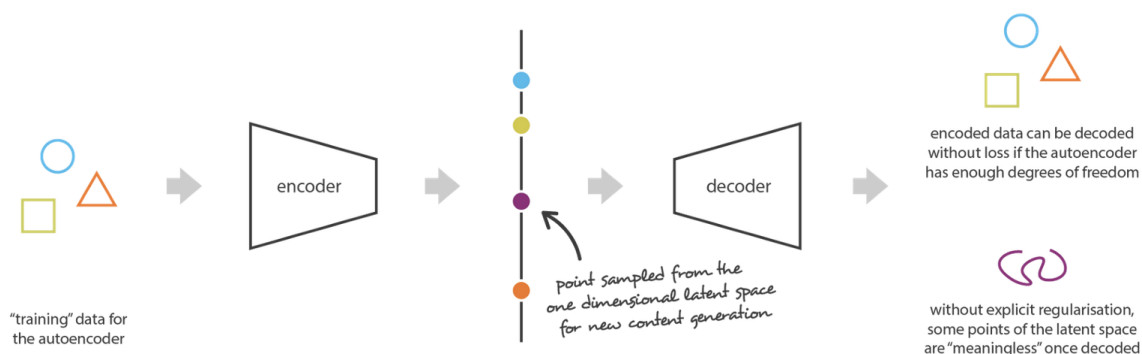 "training" data for
the autoencoder
encoder
point sampled from the
one dimensional latent space
for new content generation
decoder
encoded data can be decoded
without loss if the autoencoder
has enough degrees of freedom
without explicit regularisation,
some points of the latent space
are "meaningless" once decoded